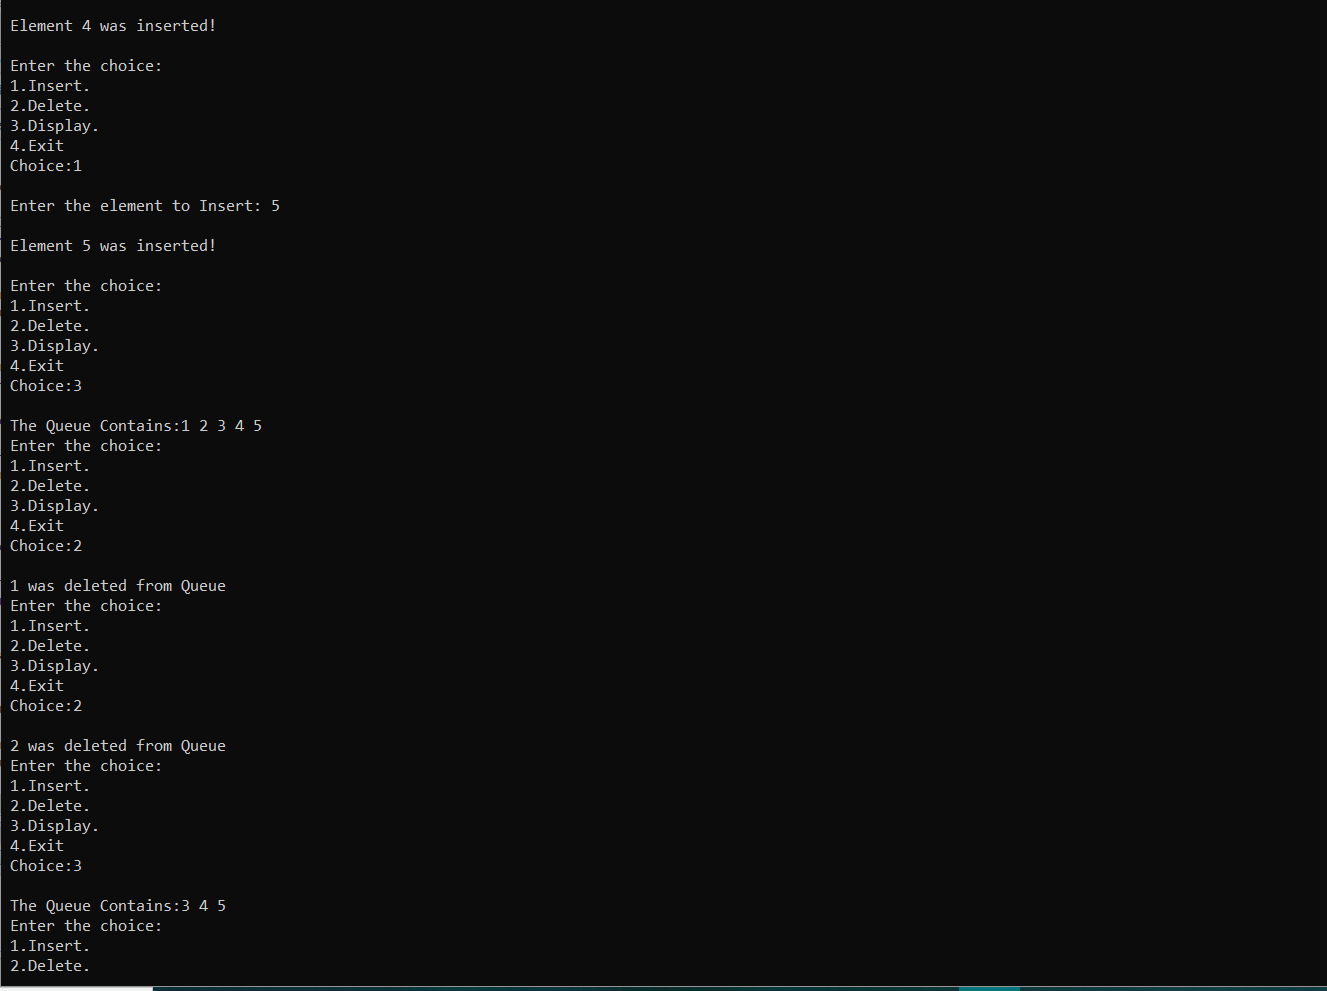 Element 4 was inserted!
Enter the choice:
1.Insert.
2.Delete.
3.Display.
4.Exit
Choice:1
Enter the element to Insert: 5
Element 5 was inserted!
Enter the choice:
1.Insert.
2.Delete.
3.Display.
4.Exit
Choice:3
The Queue Contains:1 2 3 4 5
Enter the choice:
1.Insert.
2.Delete.
3.Display.
4.Exit
Choice:2
1 was deleted from Queue
Enter the choice:
1.Insert.
2.Delete.
3.Display.
4.Exit
Choice:2
2 was deleted from Queue
Enter the choice:
1.Insert.
2.Delete.
3.Display.
4.Exit
Choice:3
The Queue Contains:3 4 5
Enter the choice:
1.Insert.
2.Delete.